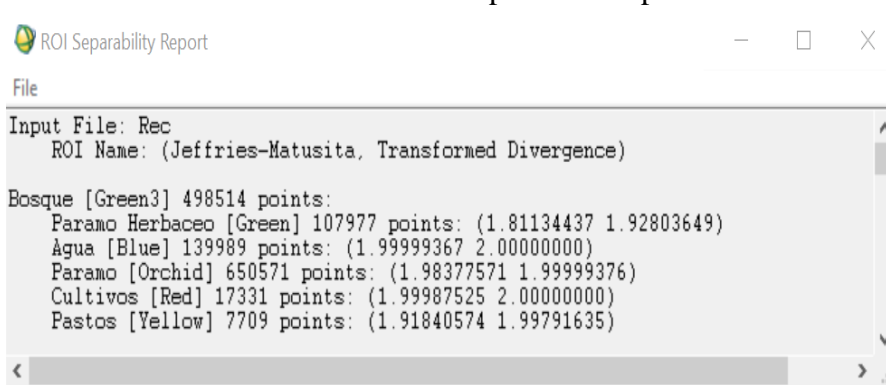 ROI Separability Report
File
Input File: Rec
ROI Name: (Jeffries-Matusita, Transformed Divergence)
Bosque [Green3] 498514 points:
Paramo Herbaceo [Green] 107977 points: (1.81134437 1.92803649)
Agua [Blue] 139989 points: (1.99999367 2.00000000)
Paramo [Orchid] 650571 points: (1.98377571 1.99999376)
Cultivos [Red] 17331 points: (1.99987525 2.00000000)
Pastos [Yellow] 7709 points: (1.91840574 1.99791635)